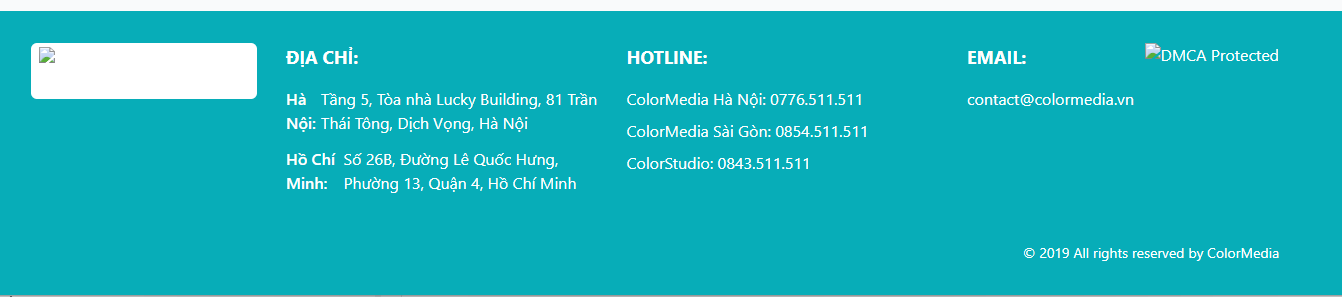 ĐỊA CHỈ:
Hà Nội: Tầng 5, Tòa nhà Lucky Building, 81 Trần
Thái Tông, Dịch Vọng, Hà Nội
Hồ Chí Minh: Số 26B, Đường Lê Quốc Hưng,
Phường 13, Quận 4, Hồ Chí Minh
HOTLINE:
ColorMedia Hà Nội: 0776.511.511
ColorMedia Sài Gòn: 0854.511.511
ColorStudio: 0843.511.511
EMAIL:
contact@colormedia.vn
DMCA Protected
© 2019 All rights reserved by ColorMedia